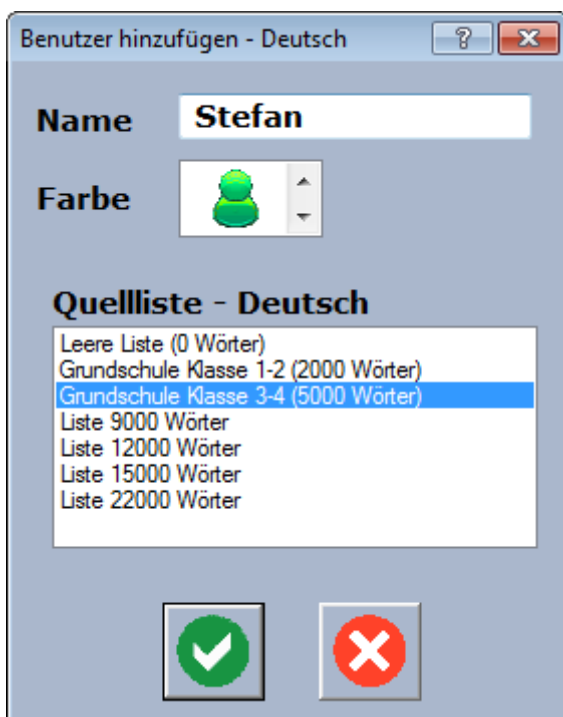 Benutzer hinzufügen - Deutsch
Name Stefan
Farbe
Quellliste - Deutsch
Leere Liste (0 Wörter)
Grundschule Klasse 1-2 (2000 Wörter)
Grundschule Klasse 3-4 (5000 Wörter)
Liste 9000 Wörter
Liste 12000 Wörter
Liste 15000 Wörter
Liste 22000 Wörter